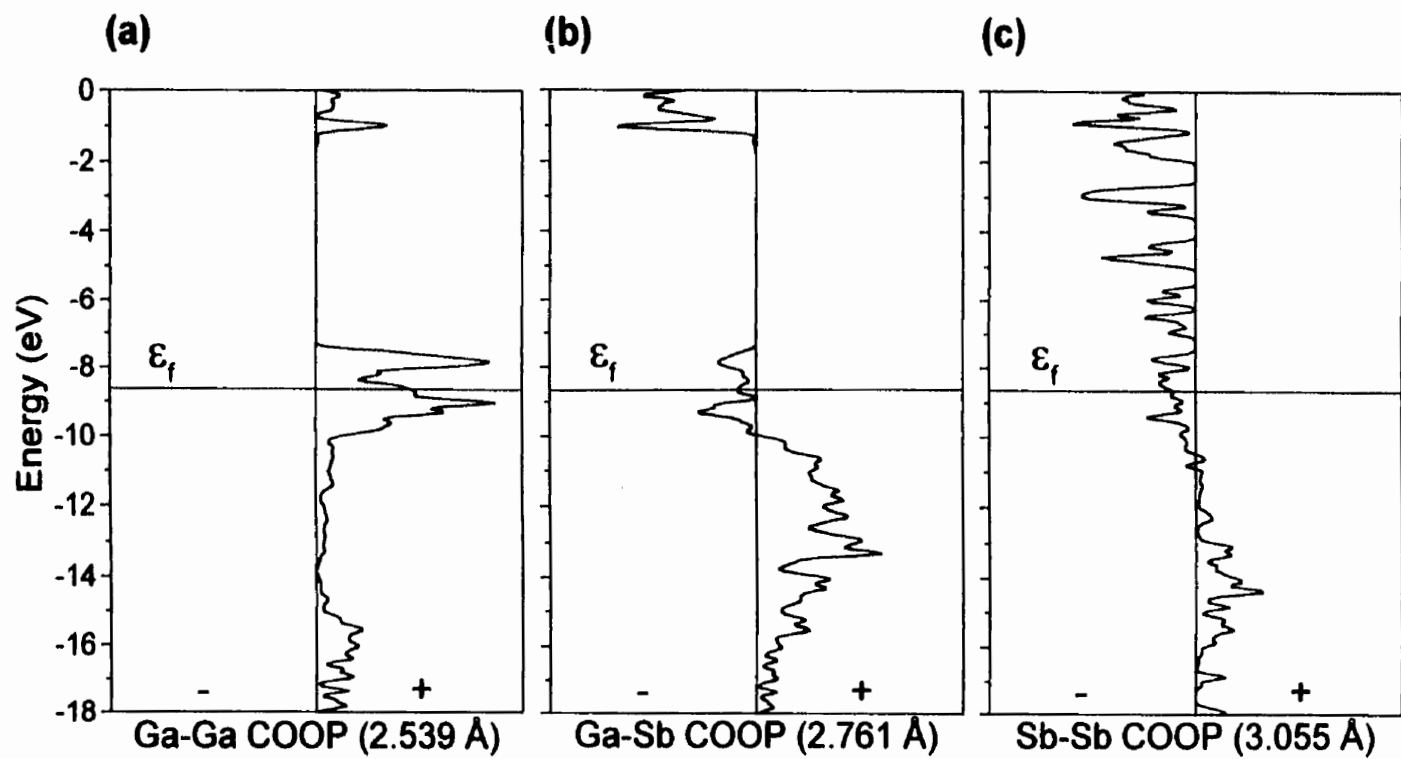 (a)
(b)
(c)
Energy (eV)
0
-2
-4
-6
-8
-10
-12
-14
-16
-18
εf
εf
εf
- +
- +
- +
Ga-Ga COOP (2.539 Å)
Ga-Sb COOP (2.761 Å)
Sb-Sb COOP (3.055 Å)